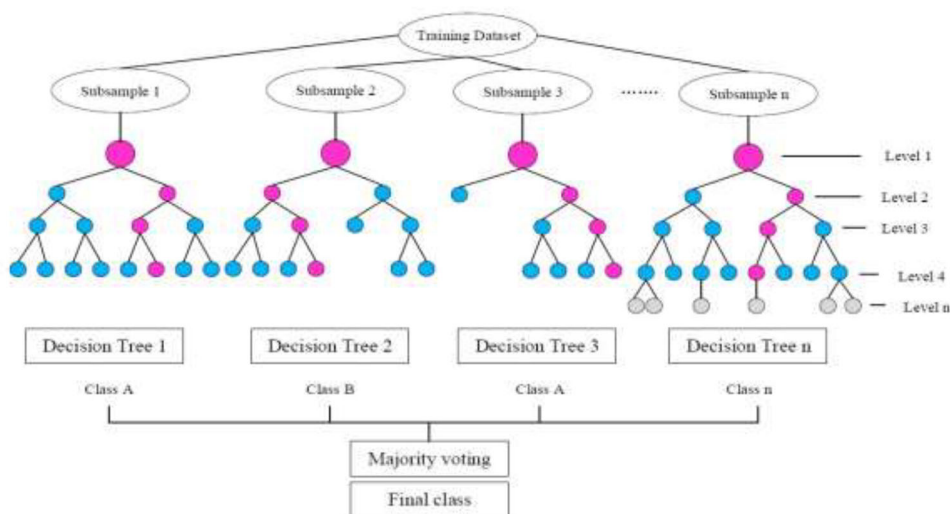 Training Dataset
Subsample 1
Subsample 2
Subsample 3
.......
Subsample n
Level 1
Level 2
Level 3
Level 4
Level n
Decision Tree 1
Decision Tree 2
Decision Tree 3
Decision Tree n
Class A
Class B
Class A
Class n
Majority voting
Final class